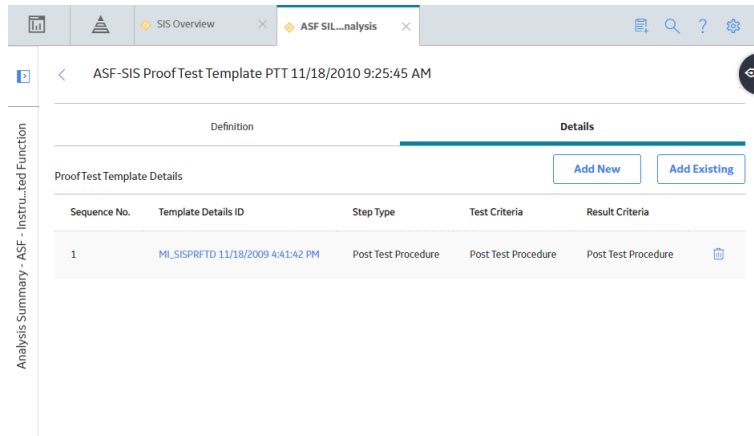 SIS Overview
ASF SIL...nalysis
ASF-SIS Proof Test Template PTT 11/18/2010 9:25:45 AM
Definition
Details
Proof Test Template Details
Add New
Add Existing
Sequence No. Template Details ID Step Type Test Criteria Result Criteria
1 MI_SISPRFTD 11/18/2009 4:41:42 PM Post Test Procedure Post Test Procedure Post Test Procedure
Analysis Summary - ASF - Instru...ted Function